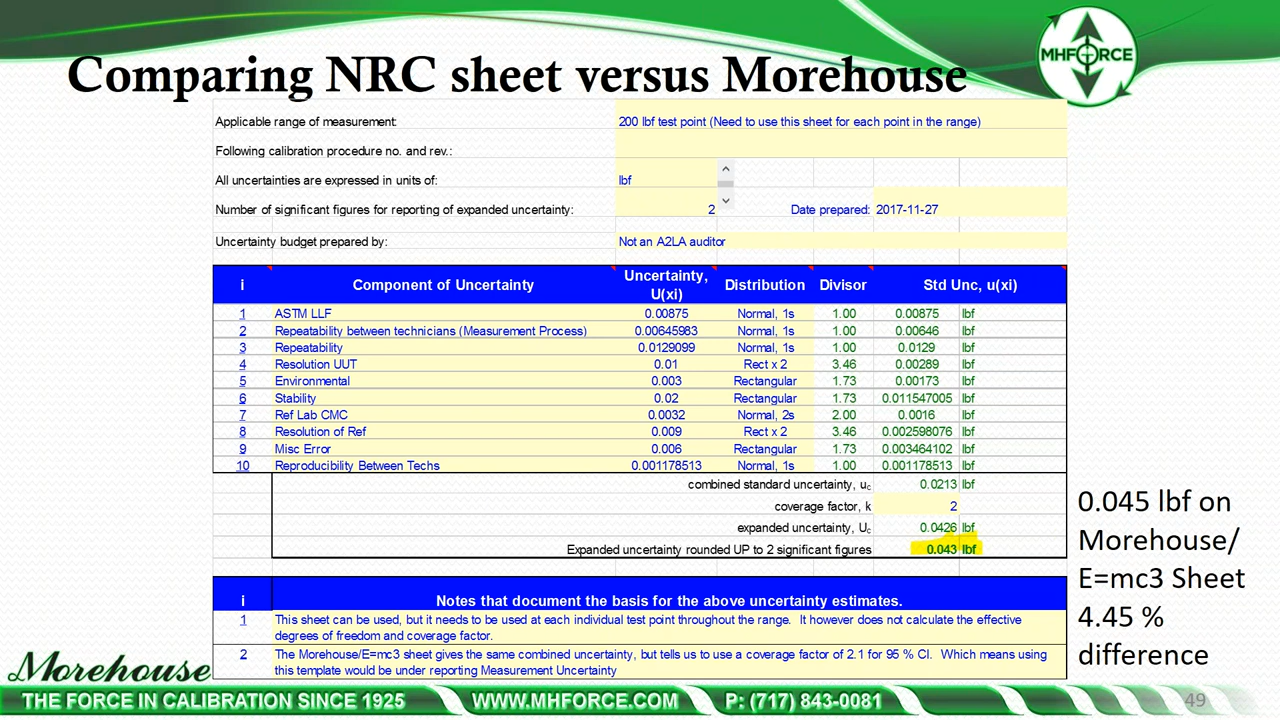 Comparing NRC sheet versus Morehouse
MHFORCE
Applicable range of measurement: 200 lbf test point (Need to use this sheet for each point in the range)
Following calibration procedure no. and rev.:
All uncertainties are expressed in units of: lbf
Number of significant figures for reporting of expanded uncertainty: 2 Date prepared: 2017-11-27
Uncertainty budget prepared by: Not an A2LA auditor
i Component of Uncertainty Uncertainty, U(xi) Distribution Divisor Std Unc, u(xi)
1 ASTM LLF 0.00875 Normal, 1s 1.00 0.00875 lbf
2 Repeatability between technicians (Measurement Process) 0.00645983 Normal, 1s 1.00 0.00646 lbf
3 Repeatability 0.0129099 Normal, 1s 1.00 0.0129 lbf
4 Resolution UUT 0.01 Rect x 2 3.46 0.00289 lbf
5 Environmental 0.003 Rectangular 1.73 0.00173 lbf
6 Stability 0.02 Rectangular 1.73 0.011547005 lbf
7 Ref Lab CMC 0.0032 Normal, 2s 2.00 0.0016 lbf
8 Resolution of Ref 0.009 Rect x 2 3.46 0.002598076 lbf
9 Misc Error 0.006 Rectangular 1.73 0.003464102 lbf
10 Reproducibility Between Techs 0.001178513 Normal, 1s 1.00 0.001178513 lbf
combined standard uncertainty, uc 0.0213 lbf
coverage factor, k 2
expanded uncertainty, Uc 0.0426 lbf
Expanded uncertainty rounded UP to 2 significant figures 0.043 lbf
0.045 lbf on
Morehouse/
E=mc3 Sheet
4.45 %
difference
i Notes that document the basis for the above uncertainty estimates.
1 This sheet can be used, but it needs to be used at each individual test point throughout the range. It however does not calculate the effective
degrees of freedom and coverage factor.
2 The Morehouse/E=mc3 sheet gives the same combined uncertainty, but tells us to use a coverage factor of 2.1 for 95 % CI. Which means using
this template would be under reporting Measurement Uncertainty
Morehouse
THE FORCE IN CALIBRATION SINCE 1925 WWW.MHFORCE.COM P: (717) 843-0081 49